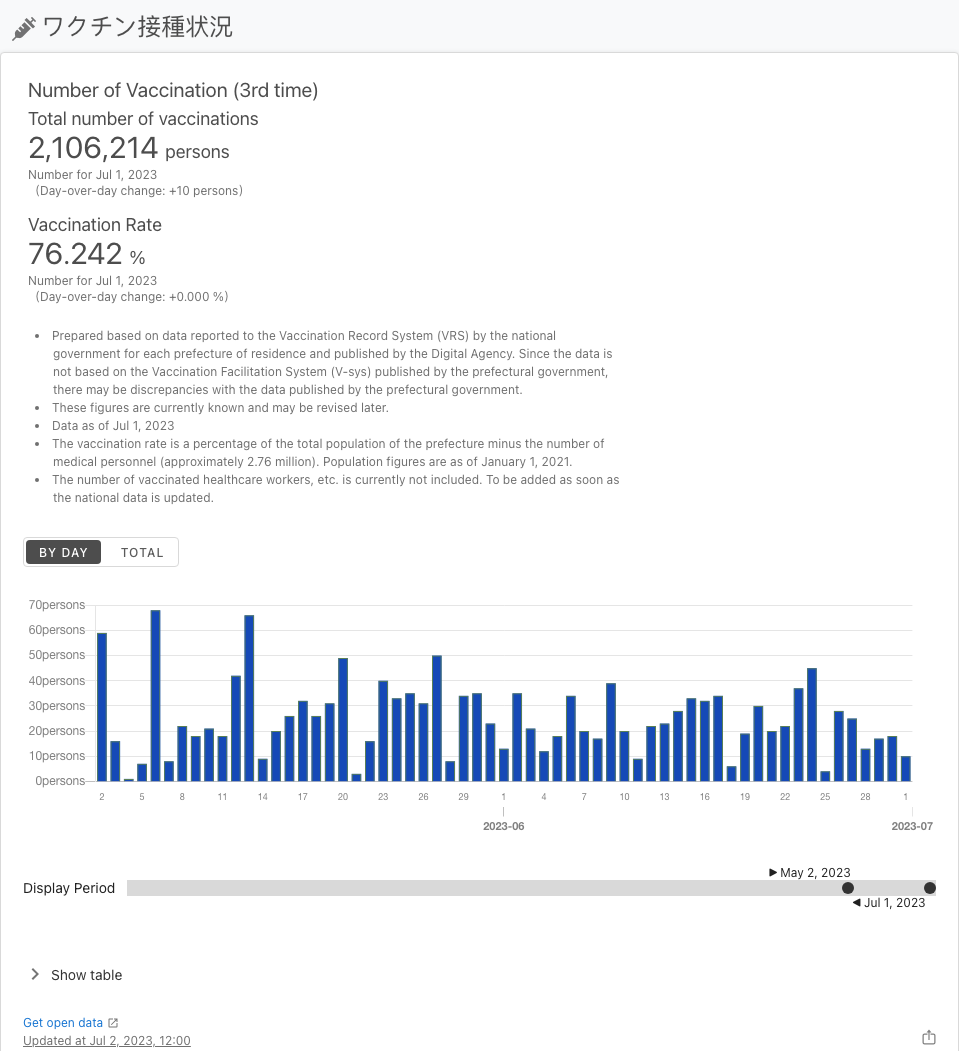 ワクチン接種状況
Number of Vaccination (3rd time)
Total number of vaccinations
2,106,214 persons
Number for Jul 1, 2023
(Day-over-day change: +10 persons)
Vaccination Rate
76.242 %
Number for Jul 1, 2023
(Day-over-day change: +0.000 %)
• Prepared based on data reported to the Vaccination Record System (VRS) by the national
government for each prefecture of residence and published by the Digital Agency. Since the data is
not based on the Vaccination Facilitation System (V-sys) published by the prefectural government,
there may be discrepancies with the data published by the prefectural government.
• These figures are currently known and may be revised later.
• Data as of Jul 1, 2023
• The vaccination rate is a percentage of the total population of the prefecture minus the number of
medical personnel (approximately 2.76 million). Population figures are as of January 1, 2021.
• The number of vaccinated healthcare workers, etc. is currently not included. To be added as soon as
the national data is updated.
BY DAY TOTAL
70persons
60persons
50persons
40persons
30persons
20persons
10persons
0persons
2 5 8 11 14 17 20 23 26 29 1 4 7 10 13 16 19 22 25 28 1
2023-06 2023-07
▶ May 2, 2023
Display Period
◀ Jul 1, 2023
Show table
Get open data
Updated at Jul 2, 2023, 12:00